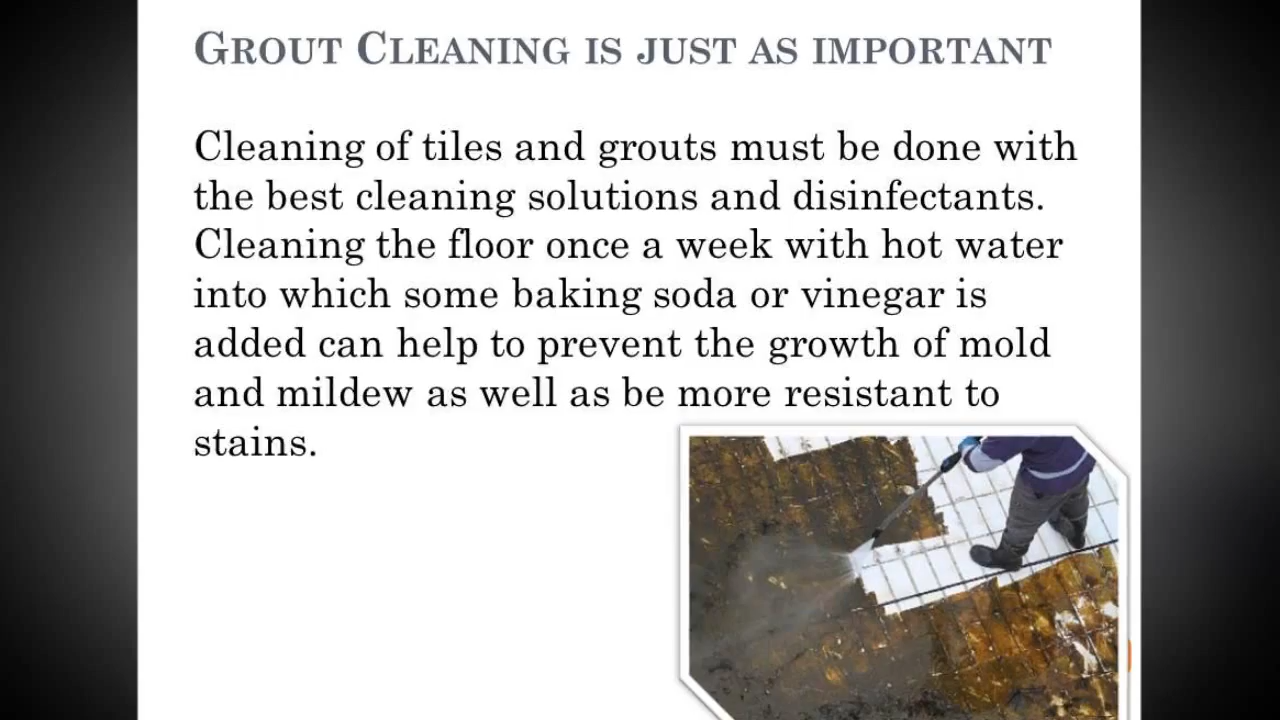 GROUT CLEANING IS JUST AS IMPORTANT
Cleaning of tiles and grouts must be done with
the best cleaning solutions and disinfectants.
Cleaning the floor once a week with hot water
into which some baking soda or vinegar is
added can help to prevent the growth of mold
and mildew as well as be more resistant to
stains.